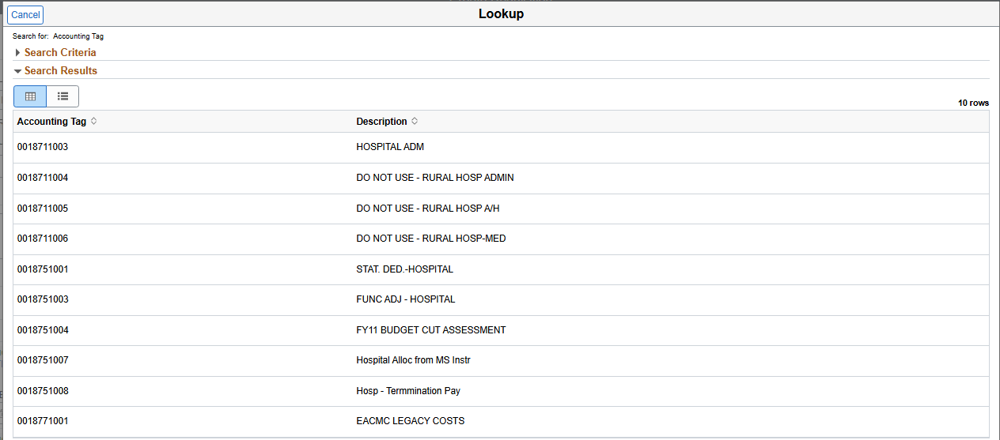 Cancel
Lookup
Search for: Accounting Tag
Search Criteria
Search Results
10 rows
Accounting Tag Description
0018711003 HOSPITAL ADM
0018711004 DO NOT USE - RURAL HOSP ADMIN
0018711005 DO NOT USE - RURAL HOSP A/H
0018711006 DO NOT USE - RURAL HOSP-MED
0018751001 STAT. DED.-HOSPITAL
0018751003 FUNC ADJ - HOSPITAL
0018751004 FY11 BUDGET CUT ASSESSMENT
0018751007 Hospital Alloc from MS Instr
0018751008 Hosp - Termmination Pay
0018771001 EACMC LEGACY COSTS